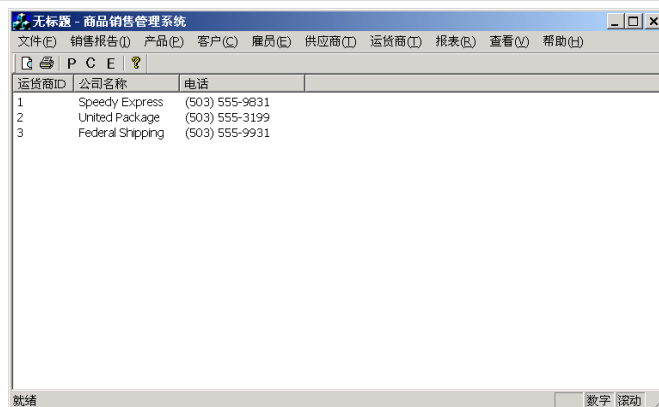 无标题 - 商品销售管理系统
文件(F) 销售报告(I) 产品(P) 客户(C) 雇员(E) 供应商(T) 运货商(T) 报表(R) 查看(V) 帮助(H)
P C E ?
运货商ID 公司名称 电话
1 Speedy Express (503) 555-9831
2 United Package (503) 555-3199
3 Federal Shipping (503) 555-9931
就绪 数字 滚动